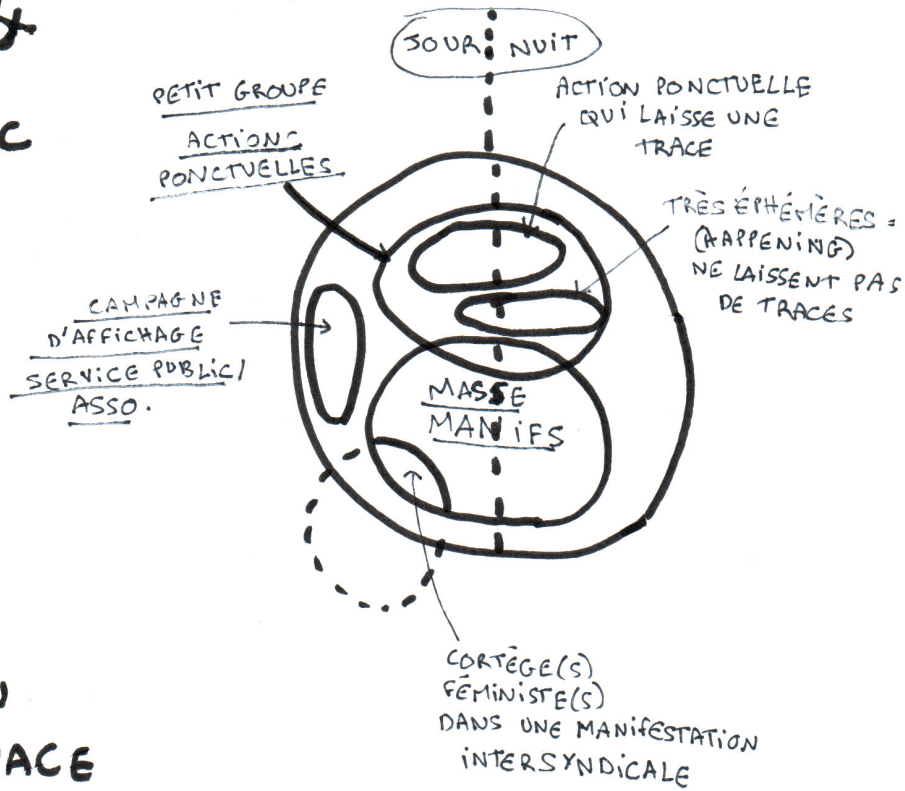 &
C
JOUR NUIT
PETIT GROUPE
ACTIONS
PONCTUELLES
ACTION PONCTUELLE
QUI LAISSE UNE
TRACE
TRÈS ÉPHÉMÈRES =
(HAPPENING)
NE LAISSENT PAS
DE TRACES
CAMPAGNE
D'AFFICHAGE
SERVICE PUBLIC/
ASSO.
MASSE
MANIFS
CORTÈGE(S)
FÉMINISTE(S)
DANS UNE MANIFESTATION
INTERSYNDICALE
ACE